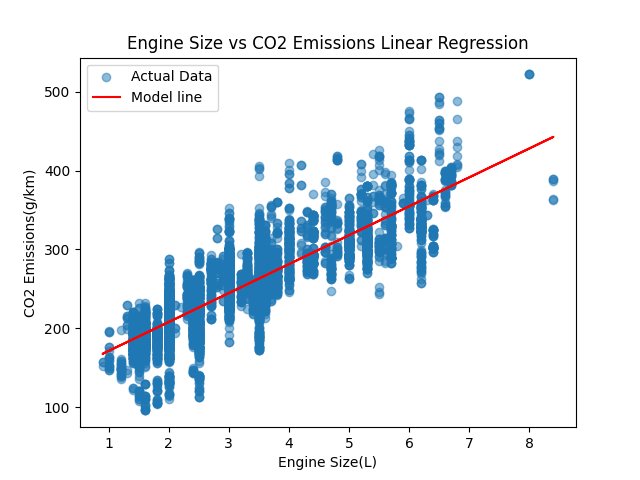 Engine Size vs CO2 Emissions Linear Regression
Actual Data
Model line
500
400
300
200
100
CO2 Emissions(g/km)
1 2 3 4 5 6 7 8
Engine Size(L)